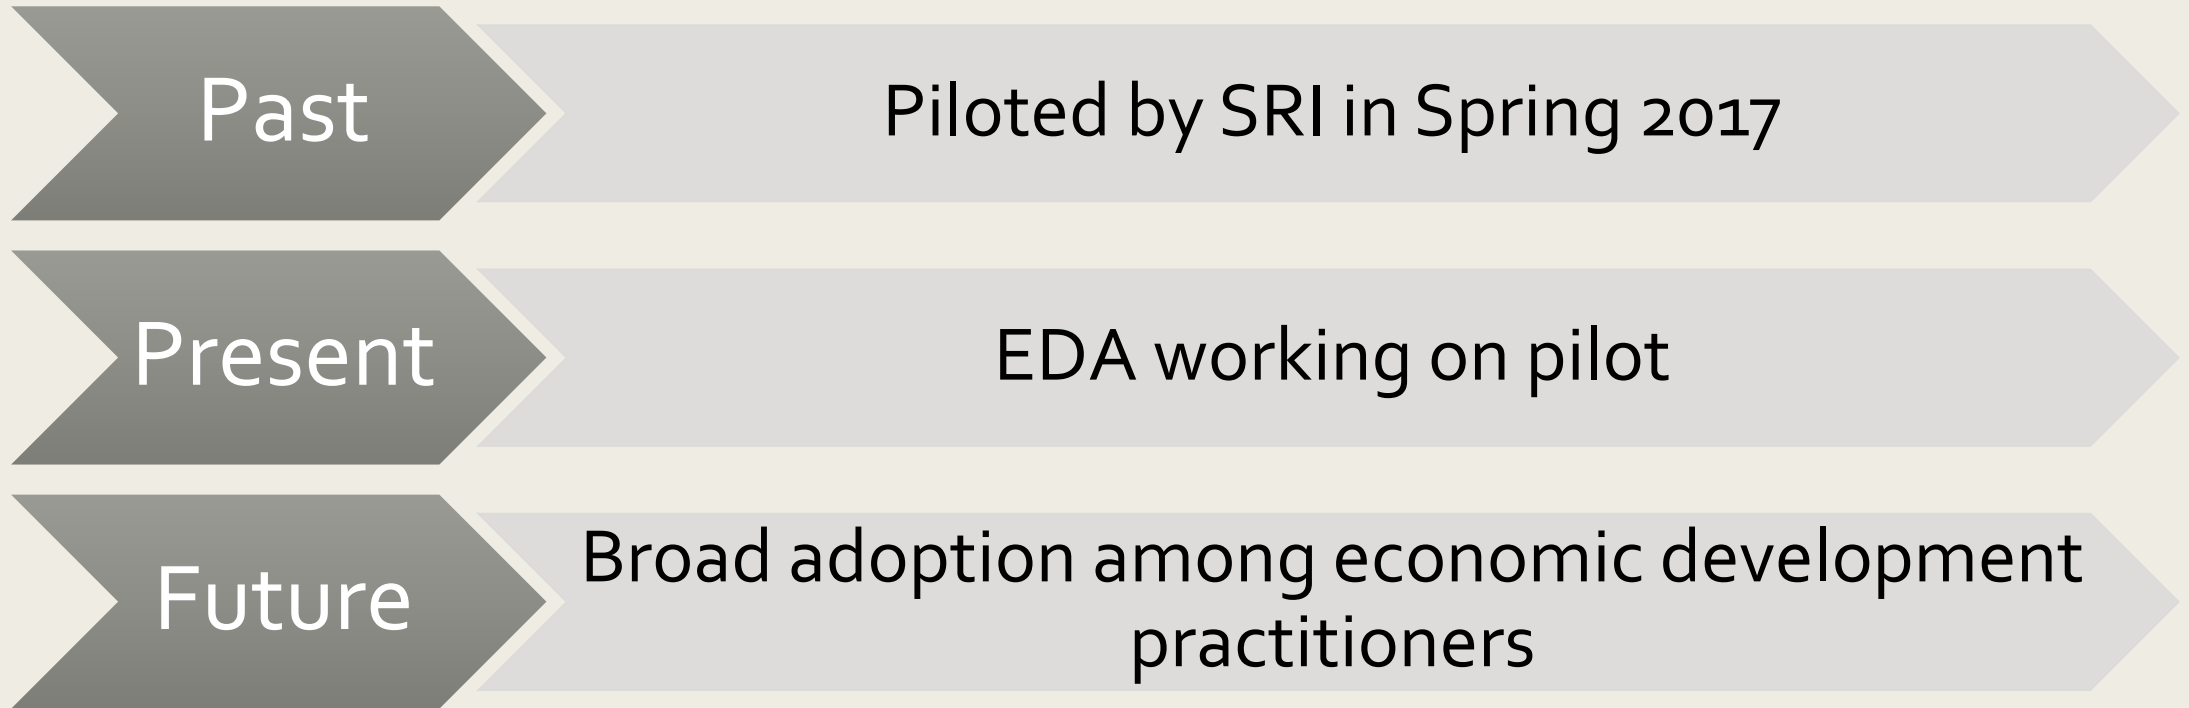 Past
Piloted by SRI in Spring 2017
Present
EDA working on pilot
Future
Broad adoption among economic development
practitioners